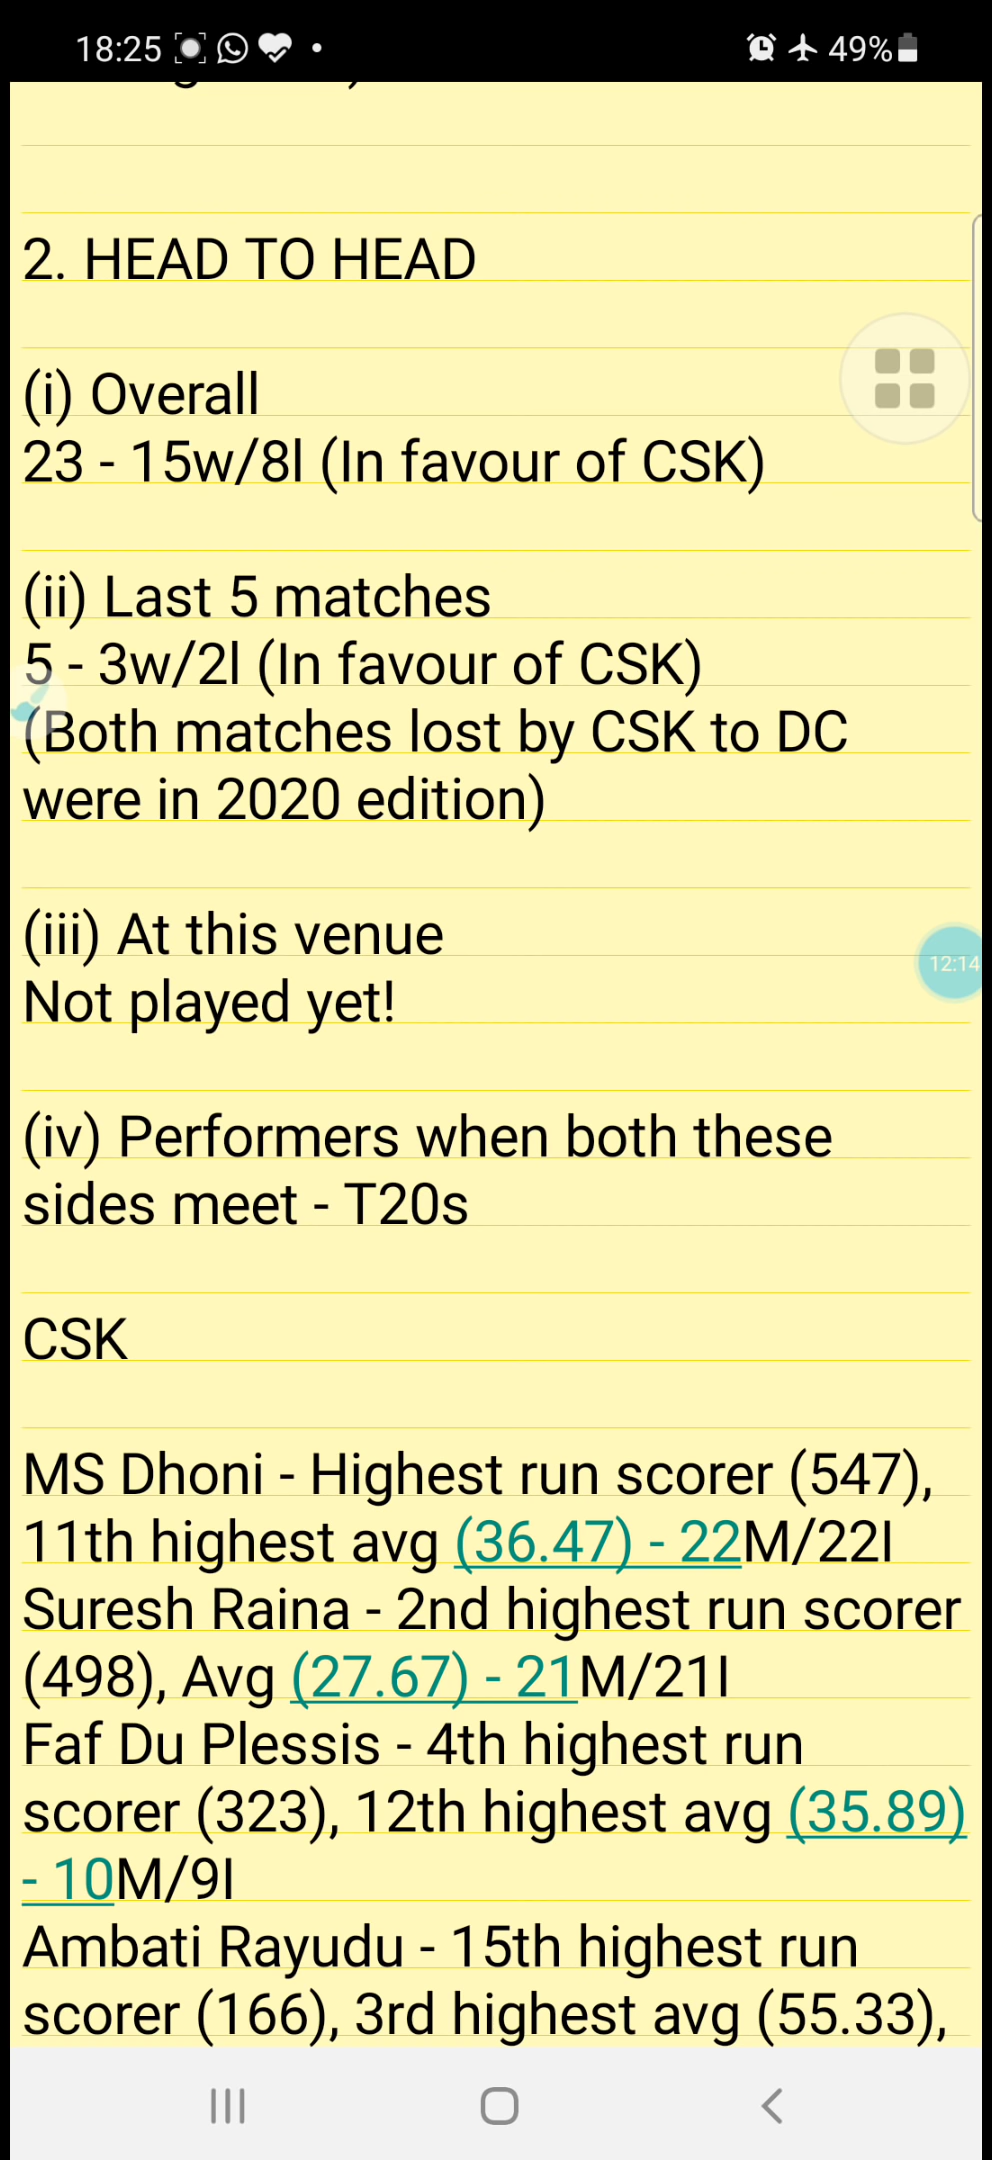 18:25
49%
2. HEAD TO HEAD
(i) Overall
23 - 15w/8l (In favour of CSK)
(ii) Last 5 matches
5 - 3w/2l (In favour of CSK)
(Both matches lost by CSK to DC
were in 2020 edition)
(iii) At this venue
Not played yet!
12:14
(iv) Performers when both these
sides meet - T20s
CSK
MS Dhoni - Highest run scorer (547),
11th highest avg (36.47) - 22M/22I
Suresh Raina - 2nd highest run scorer
(498), Avg (27.67) - 21M/21I
Faf Du Plessis - 4th highest run
scorer (323), 12th highest avg (35.89)
- 10M/9I
Ambati Rayudu - 15th highest run
scorer (166), 3rd highest avg (55.33),